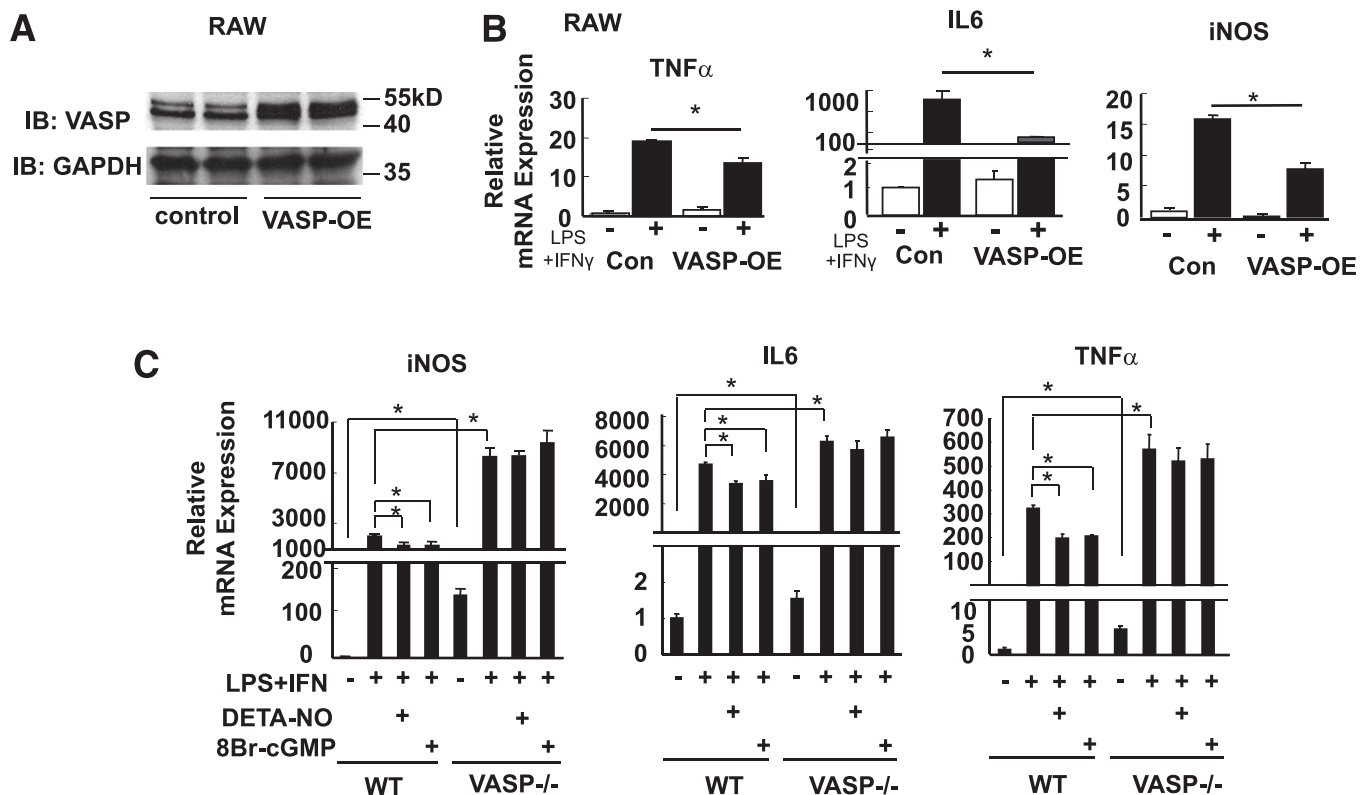 A
RAW
IB: VASP
55kD
40
IB: GAPDH
35
control
VASP-OE
B
RAW
Relative
mRNA Expression
TNFα
*
30
20
10
0
LPS
+IFNγ
- + - +
Con VASP-OE
IL6
*
1000
100
2
1
0
LPS
+IFNγ
- + - +
Con VASP-OE
iNOS
*
20
15
10
5
0
- + - +
Con VASP-OE
C
Relative
mRNA Expression
iNOS
* *
*
*
11000
7000
3000
1000
200
100
0
LPS+IFN - + + + - + + +
DETA-NO + +
8Br-cGMP + +
WT VASP-/-
IL6
* *
*
*
8000
6000
4000
2000
2
1
0
- + + + - + + +
+ +
+ +
WT VASP-/-
TNFα
* *
*
*
700
600
500
400
300
200
100
10
5
0
- + + + - + + +
+ +
+ +
WT VASP-/-